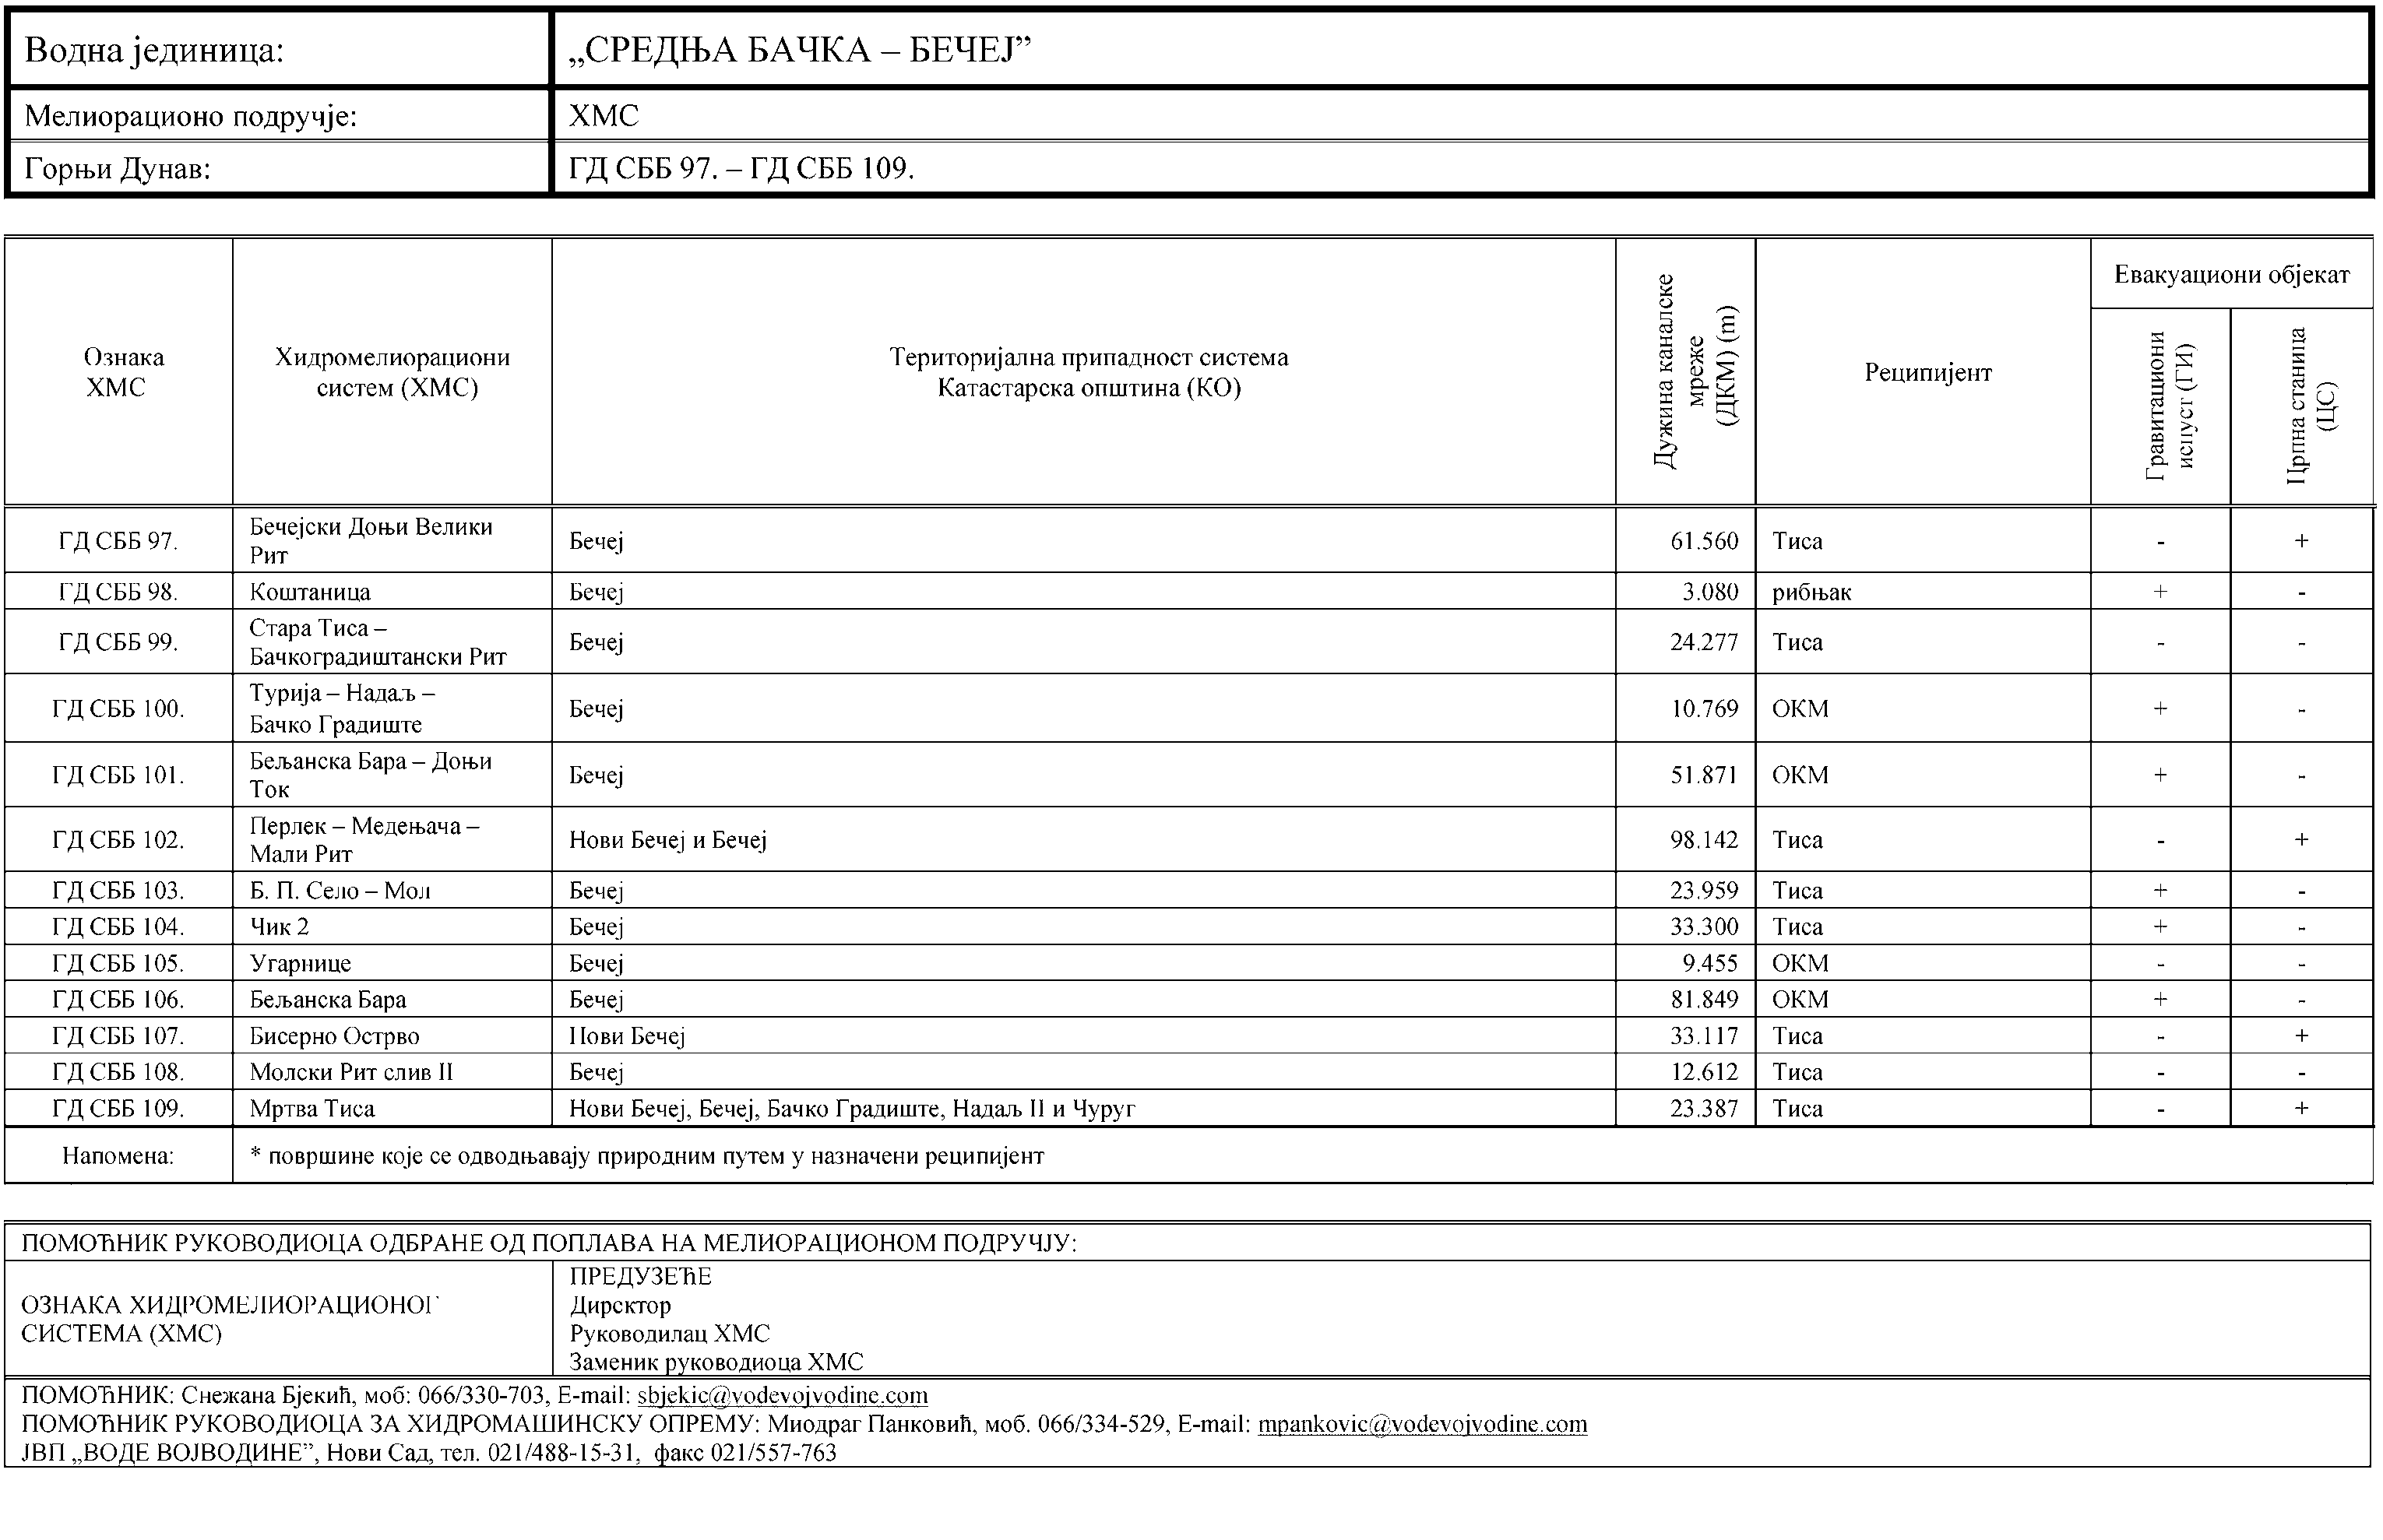 Водна јединица: „СРЕДЊА БАЧКА – БЕЧЕЈ”
Мелиорационо подручје: ХМС
Горњи Дунав: ГД СББ 97. – ГД СББ 109.
Ознака
ХМС
Хидромелиорациони
систем (ХМС)
Територијална припадност система
Катастарска општина (КО)
Дужина каналске
мреже
(ДКМ) (m)
Реципијент
Евакуациони објекат
Гравитациони
испуст (ГИ)
Црпна станица
(ЦС)
ГД СББ 97. Бечејски Доњи Велики
Рит
Бечеј 61.560 Тиса - +
ГД СББ 98. Коштаница Бечеј 3.080 рибњак + -
ГД СББ 99. Стара Тиса –
Бачкоградиштански Рит
Бечеј 24.277 Тиса - -
ГД СББ 100. Турија – Надаљ –
Бачко Градиште
Бечеј 10.769 ОКМ + -
ГД СББ 101. Бељанска Бара – Доњи
Ток
Бечеј 51.871 ОКМ + -
ГД СББ 102. Перлек – Медењача –
Мали Рит
Нови Бечеј и Бечеј 98.142 Тиса - +
ГД СББ 103. Б. П. Село – Мол Бечеј 23.959 Тиса + -
ГД СББ 104. Чик 2 Бечеј 33.300 Тиса + -
ГД СББ 105. Угарнице Бечеј 9.455 ОКМ - -
ГД СББ 106. Бељанска Бара Бечеј 81.849 ОКМ + -
ГД СББ 107. Бисерно Острво Нови Бечеј 33.117 Тиса - +
ГД СББ 108. Молски Рит слив II Бечеј 12.612 Тиса - -
ГД СББ 109. Мртва Тиса Нови Бечеј, Бечеј, Бачко Градиште, Надаљ II и Чуруг 23.387 Тиса - +
Напомена: * површине које се одводњавају природним путем у назначени реципијент
ПОМОЋНИК РУКОВОДИОЦА ОДБРАНЕ ОД ПОПЛАВА НА МЕЛИОРАЦИОНОМ ПОДРУЧЈУ:
ОЗНАКА ХИДРОМЕЛИОРАЦИОНОГ
СИСТЕМА (ХМС)
ПРЕДУЗЕЋЕ
Директор
Руководилац ХМС
Заменик руководиоца ХМС
ПОМОЋНИК: Снежана Бјекић, моб: 066/330-703, E-mail: sbjekic@vodevojvodine.com
ПОМОЋНИК РУКОВОДИОЦА ЗА ХИДРОМАШИНСКУ ОПРЕМУ: Миодраг Панковић, моб. 066/334-529, E-mail: mpankovic@vodevojvodine.com
ЈВП „ВОДЕ ВОЈВОДИНЕ”, Нови Сад, тел. 021/488-15-31, факс 021/557-763